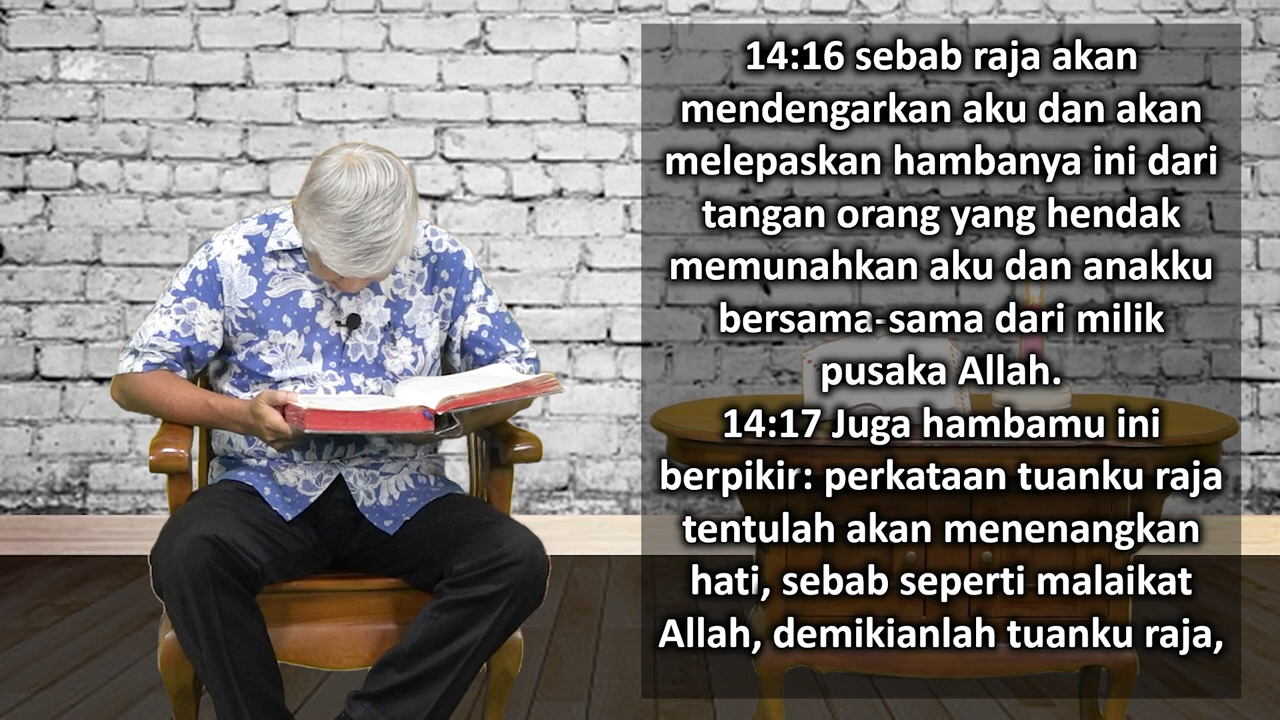 14:16 sebab raja akan
mendengarkan aku dan akan
melepaskan hambanya ini dari
tangan orang yang hendak
memunahkan aku dan anakku
bersama-sama dari milik
pusaka Allah.
14:17 Juga hambamu ini
berpikir: perkataan tuanku raja
tentulah akan menenangkan
hati, sebab seperti malaikat
Allah, demikianlah tuanku raja,